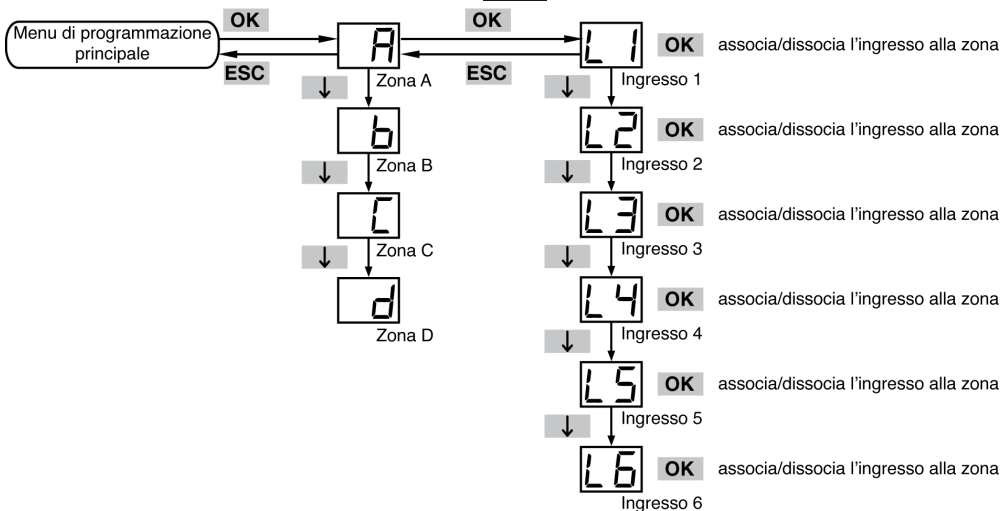 OK
OK
Menu di programmazione
principale
A
L1
OK
associa/dissocia l'ingresso alla zona
ESC
ESC
↓
Zona A
↓
Ingresso 1
b
L2
OK
associa/dissocia l'ingresso alla zona
↓
Zona B
↓
Ingresso 2
C
L3
OK
associa/dissocia l'ingresso alla zona
↓
Zona C
↓
Ingresso 3
d
L4
OK
associa/dissocia l'ingresso alla zona
Zona D
↓
Ingresso 4
L5
OK
associa/dissocia l'ingresso alla zona
↓
Ingresso 5
L6
OK
associa/dissocia l'ingresso alla zona
Ingresso 6